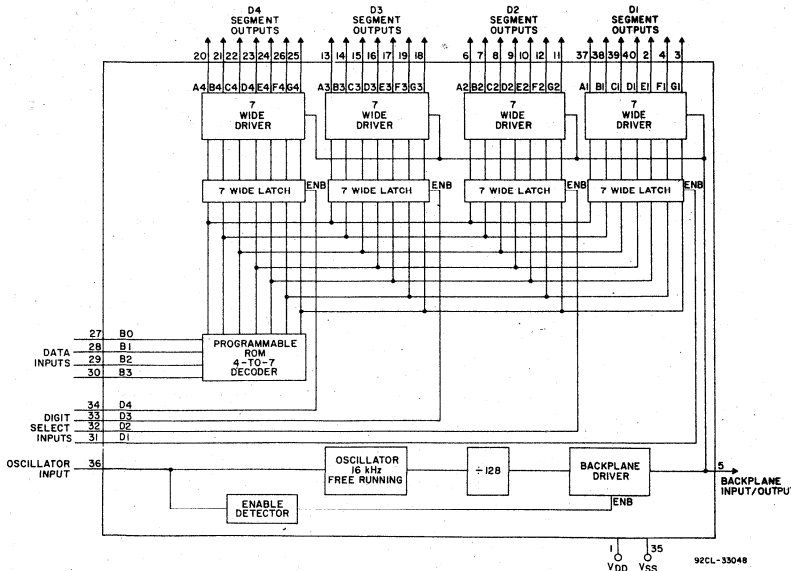 D4
SEGMENT
OUTPUTS
D3
SEGMENT
OUTPUTS
D2
SEGMENT
OUTPUTS
D1
SEGMENT
OUTPUTS
20 21 22 23 24 26 25
13 14 15 16 17 19 18
6 7 8 9 10 12 11
37 38 39 40 2 4 3
A4 B4 C4 D4 E4 F4 G4
A3 B3 C3 D3 E3 F3 G3
A2 B2 C2 D2 E2 F2 G2
A1 B1 C1 D1 E1 F1 G1
7
WIDE
DRIVER
7
WIDE
DRIVER
7
WIDE
DRIVER
7
WIDE
DRIVER
7 WIDE LATCH
ENB
7 WIDE LATCH
ENB
7 WIDE LATCH
ENB
7 WIDE LATCH
ENB
DATA
INPUTS
27 B0
28 B1
29 B2
30 B3
PROGRAMMABLE
ROM
4-TO-7
DECODER
DIGIT
SELECT
INPUTS
34 D4
33 D3
32 D2
31 D1
OSCILLATOR
INPUT
36
OSCILLATOR
16 kHz
FREE RUNNING
÷128
BACKPLANE
DRIVER
ENB
5
BACKPLANE
INPUT/OUTPUT
ENABLE
DETECTOR
1
VDD
35
VSS
92CL-33048